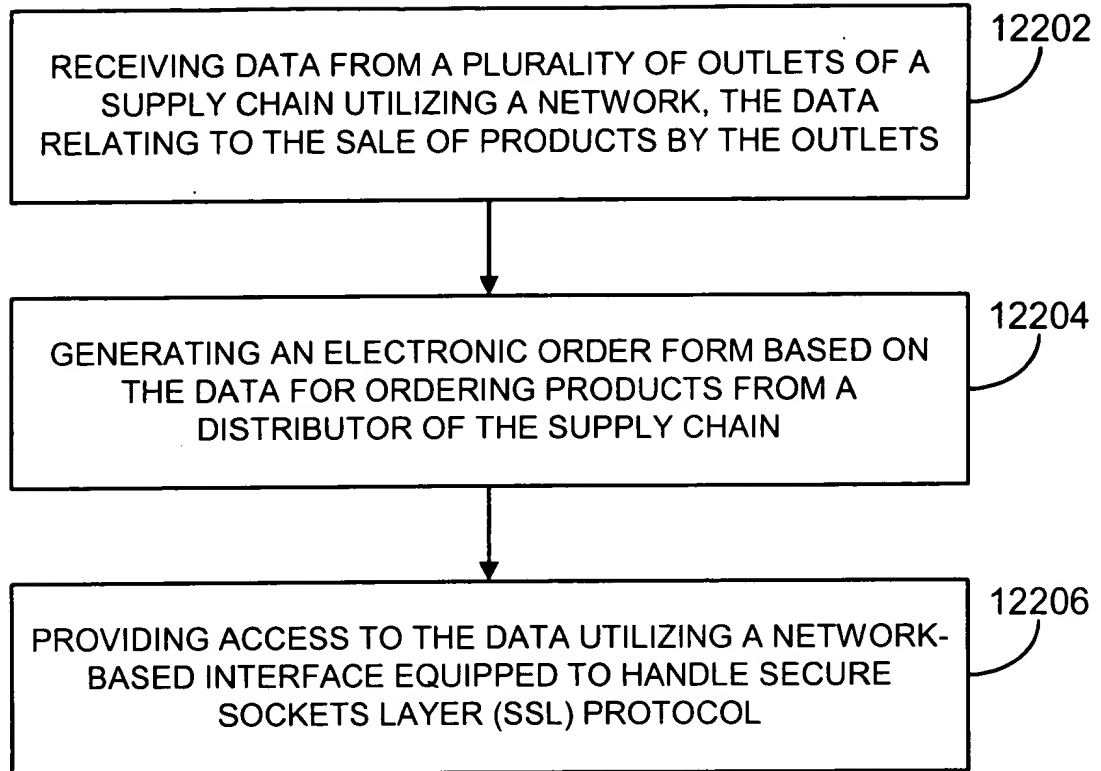 12202
RECEIVING DATA FROM A PLURALITY OF OUTLETS OF A
SUPPLY CHAIN UTILIZING A NETWORK, THE DATA
RELATING TO THE SALE OF PRODUCTS BY THE OUTLETS
12204
GENERATING AN ELECTRONIC ORDER FORM BASED ON
THE DATA FOR ORDERING PRODUCTS FROM A
DISTRIBUTOR OF THE SUPPLY CHAIN
12206
PROVIDING ACCESS TO THE DATA UTILIZING A NETWORK-
BASED INTERFACE EQUIPPED TO HANDLE SECURE
SOCKETS LAYER (SSL) PROTOCOL